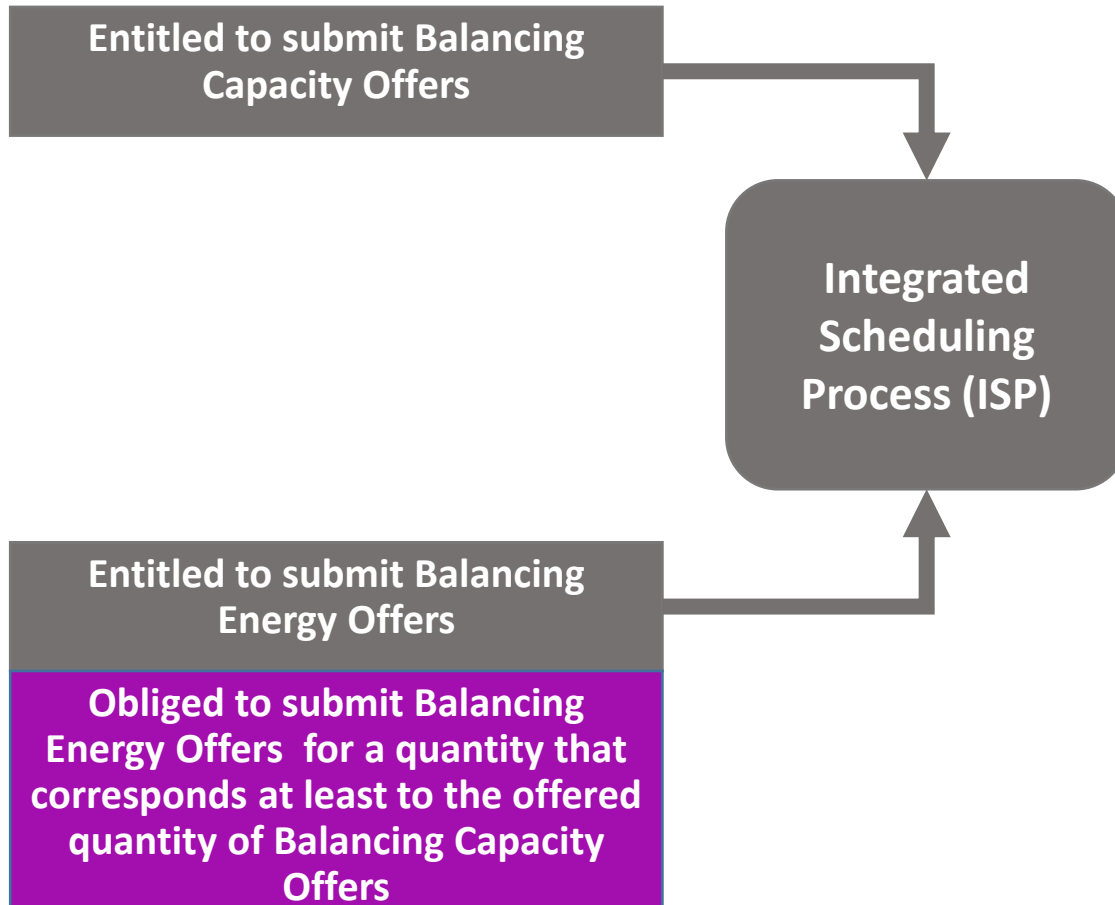 Entitled to submit Balancing
Capacity Offers
Integrated
Scheduling
Process (ISP)
Entitled to submit Balancing
Energy Offers
Obliged to submit Balancing
Energy Offers  for a quantity that
corresponds at least to the offered
quantity of Balancing Capacity
Offers